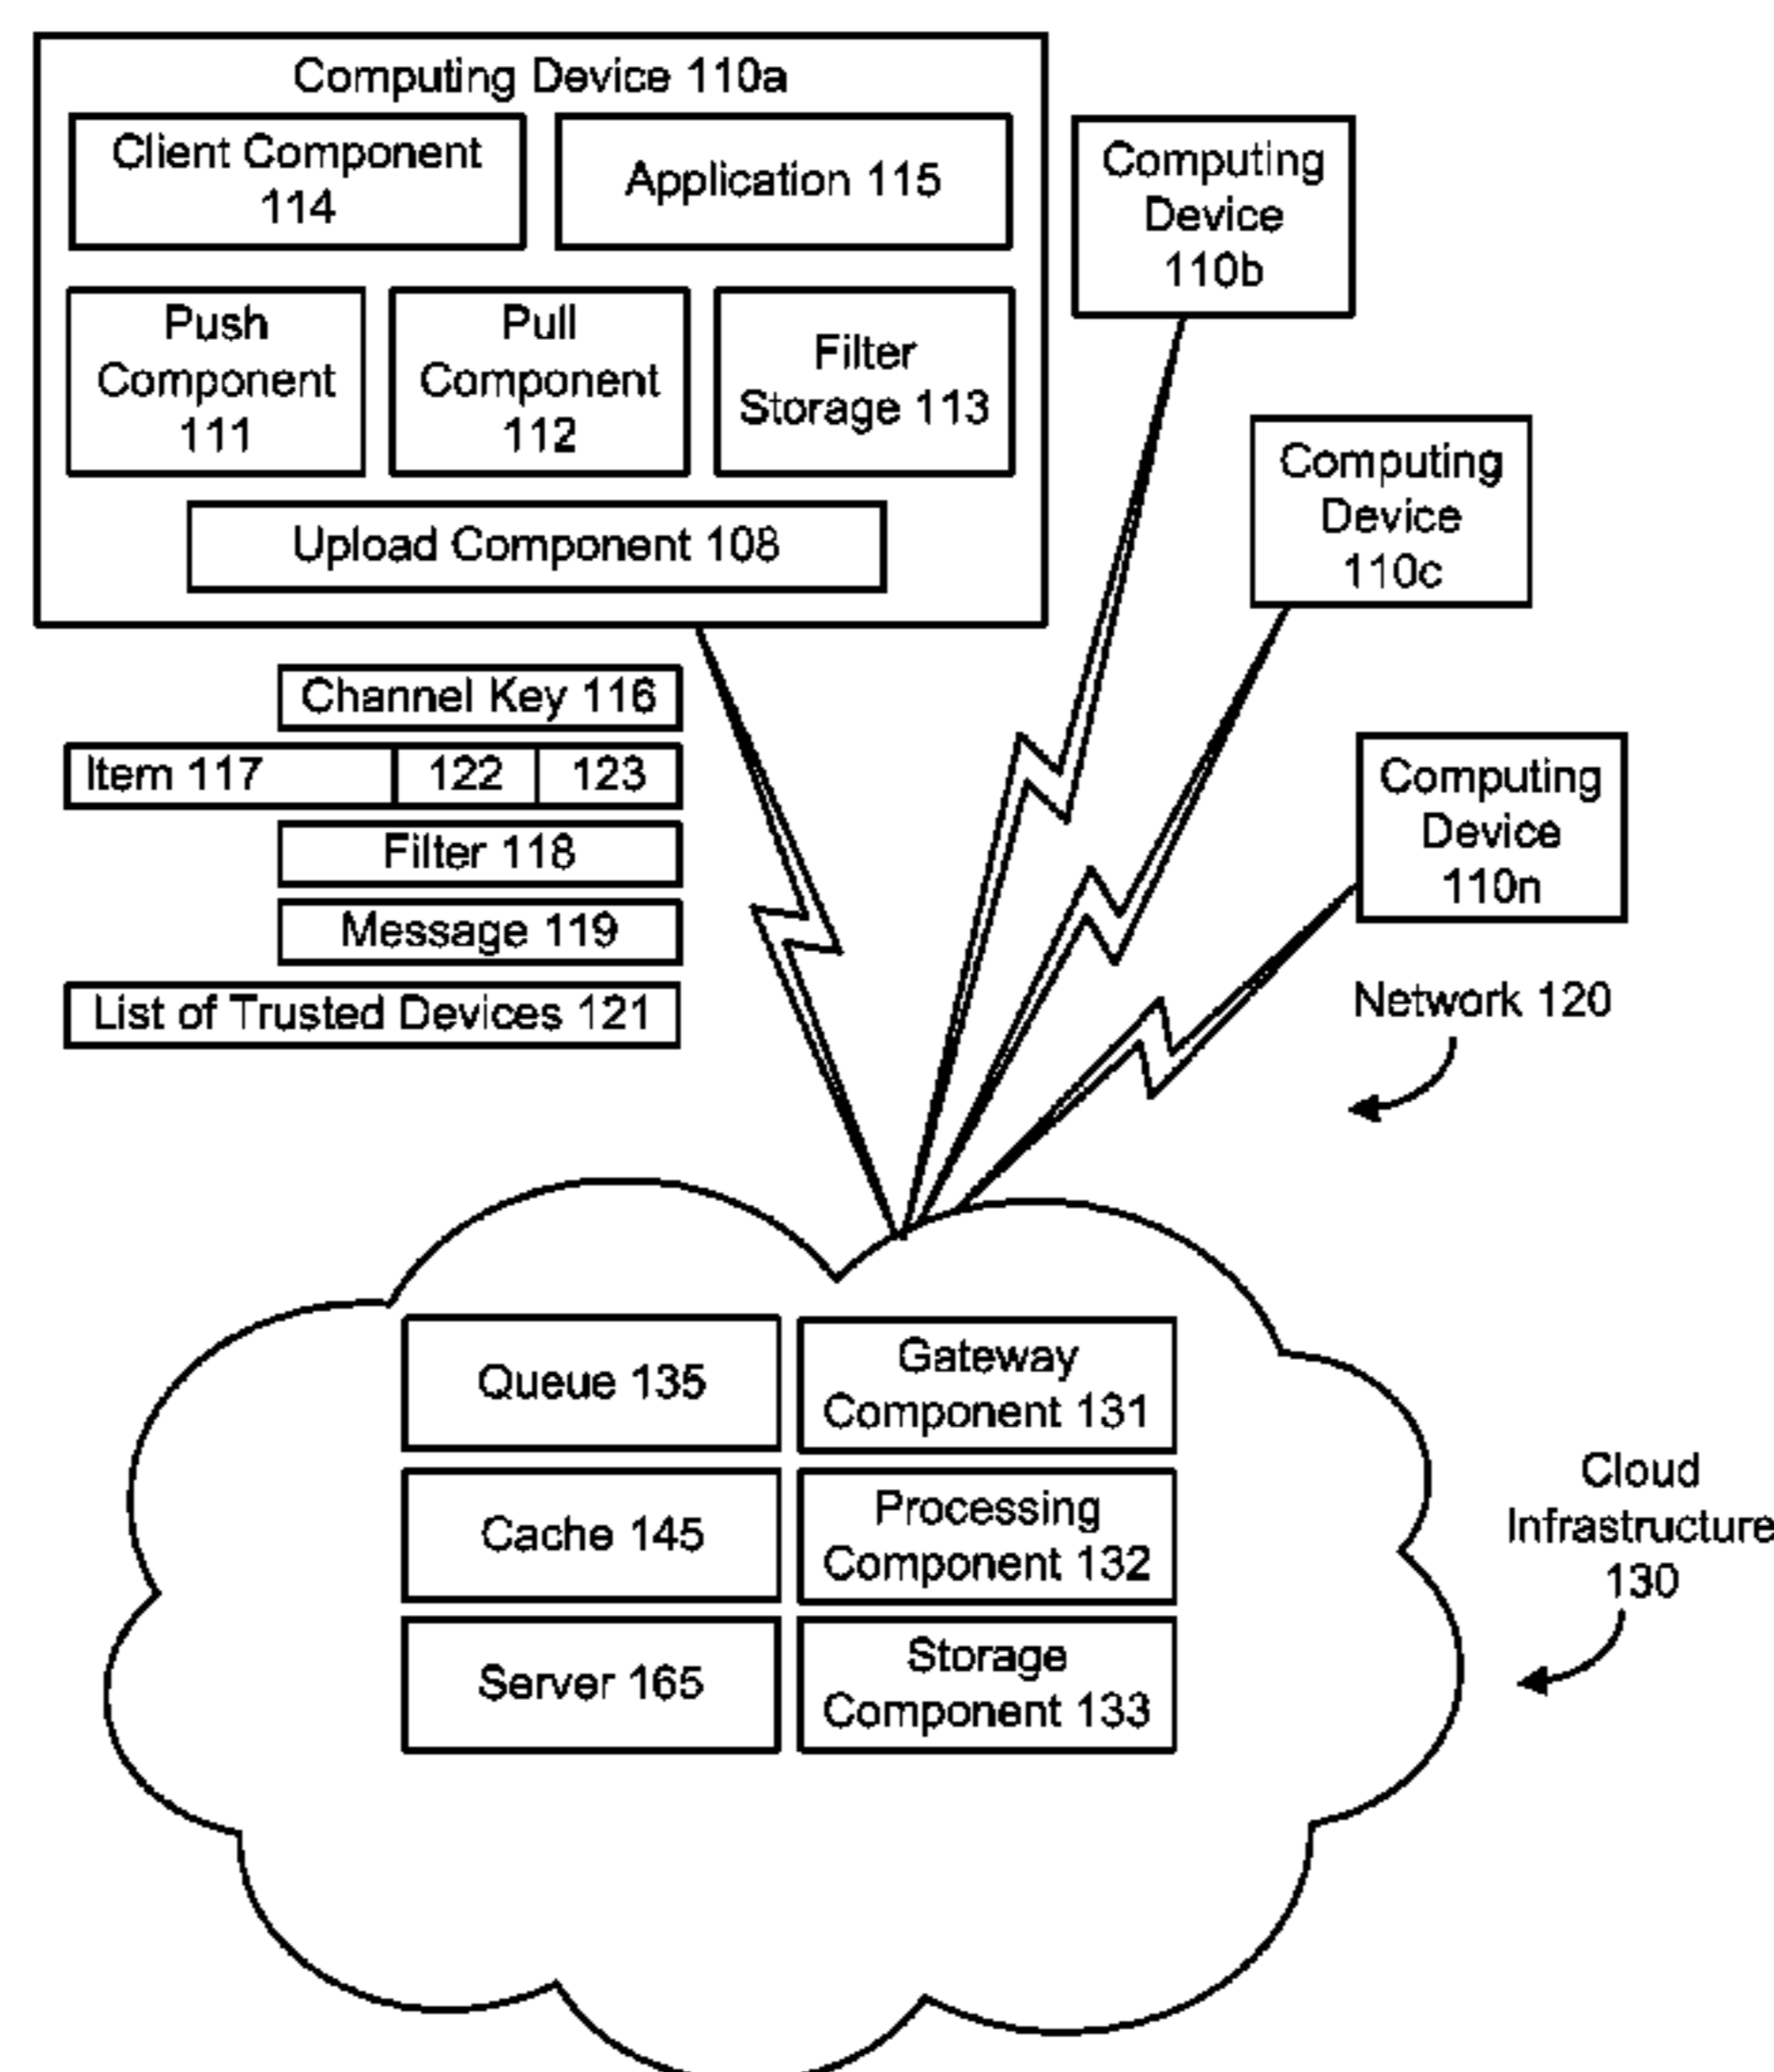 Computing Device 110a
Client Component
114
Application 115
Push
Component
111
Pull
Component
112
Filter
Storage 113
Upload Component 108
Computing
Device
110b
Computing
Device
110c
Computing
Device
110n
Channel Key 116
Item 117 122 123
Filter 118
Message 119
List of Trusted Devices 121
Network 120
Queue 135
Gateway
Component 131
Cache 145
Processing
Component 132
Server 165
Storage
Component 133
Cloud
Infrastructure
130